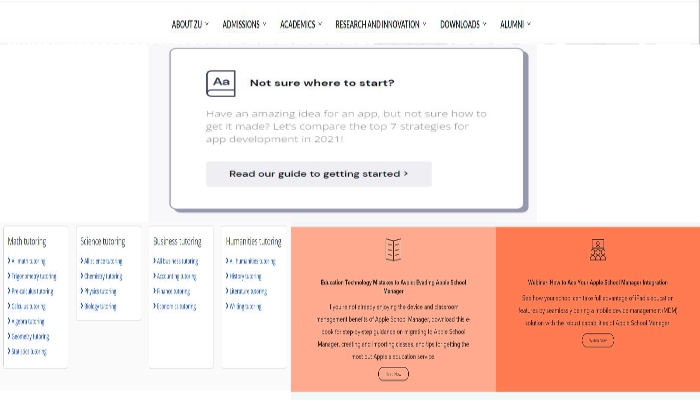 ABOUT ZU ADMISSIONS ACADEMICS RESEARCH AND INNOVATION DOWNLOADS ALUMNI
Aa
Not sure where to start?
Have an amazing idea for an app, but not sure how to
get it made? Let's compare the top 7 strategies for
app development in 2021!
Read our guide to getting started >
Math tutoring
> All math tutoring
> Trigonometry tutoring
> Pre-calculus tutoring
> Calculus tutoring
> Algebra tutoring
> Geometry tutoring
> Statistics tutoring
Science tutoring
> All science tutoring
> Chemistry tutoring
> Physics tutoring
> Biology tutoring
Business tutoring
> All business tutoring
> Accounting tutoring
> Finance tutoring
> Economics tutoring
Humanities tutoring
> All humanities tutoring
> History tutoring
> Literature tutoring
> Writing tutoring
Education Technology Mistakes to Avoid: Evading Apple School
Manager
If you're not already enjoying the device and classroom
management benefits of Apple School Manager, download this e-
book for step-by-step guidance on migrating to Apple School
Manager, creating and importing classes, and tips for getting the
most out Apple's education service.
Webinar: How to Ace Your Apple School Manager Integration
See how your school can take full advantage of iPad's education
features by seamlessly pairing a mobile device management (MDM)
solution with the robust capabilities of Apple School Manager.